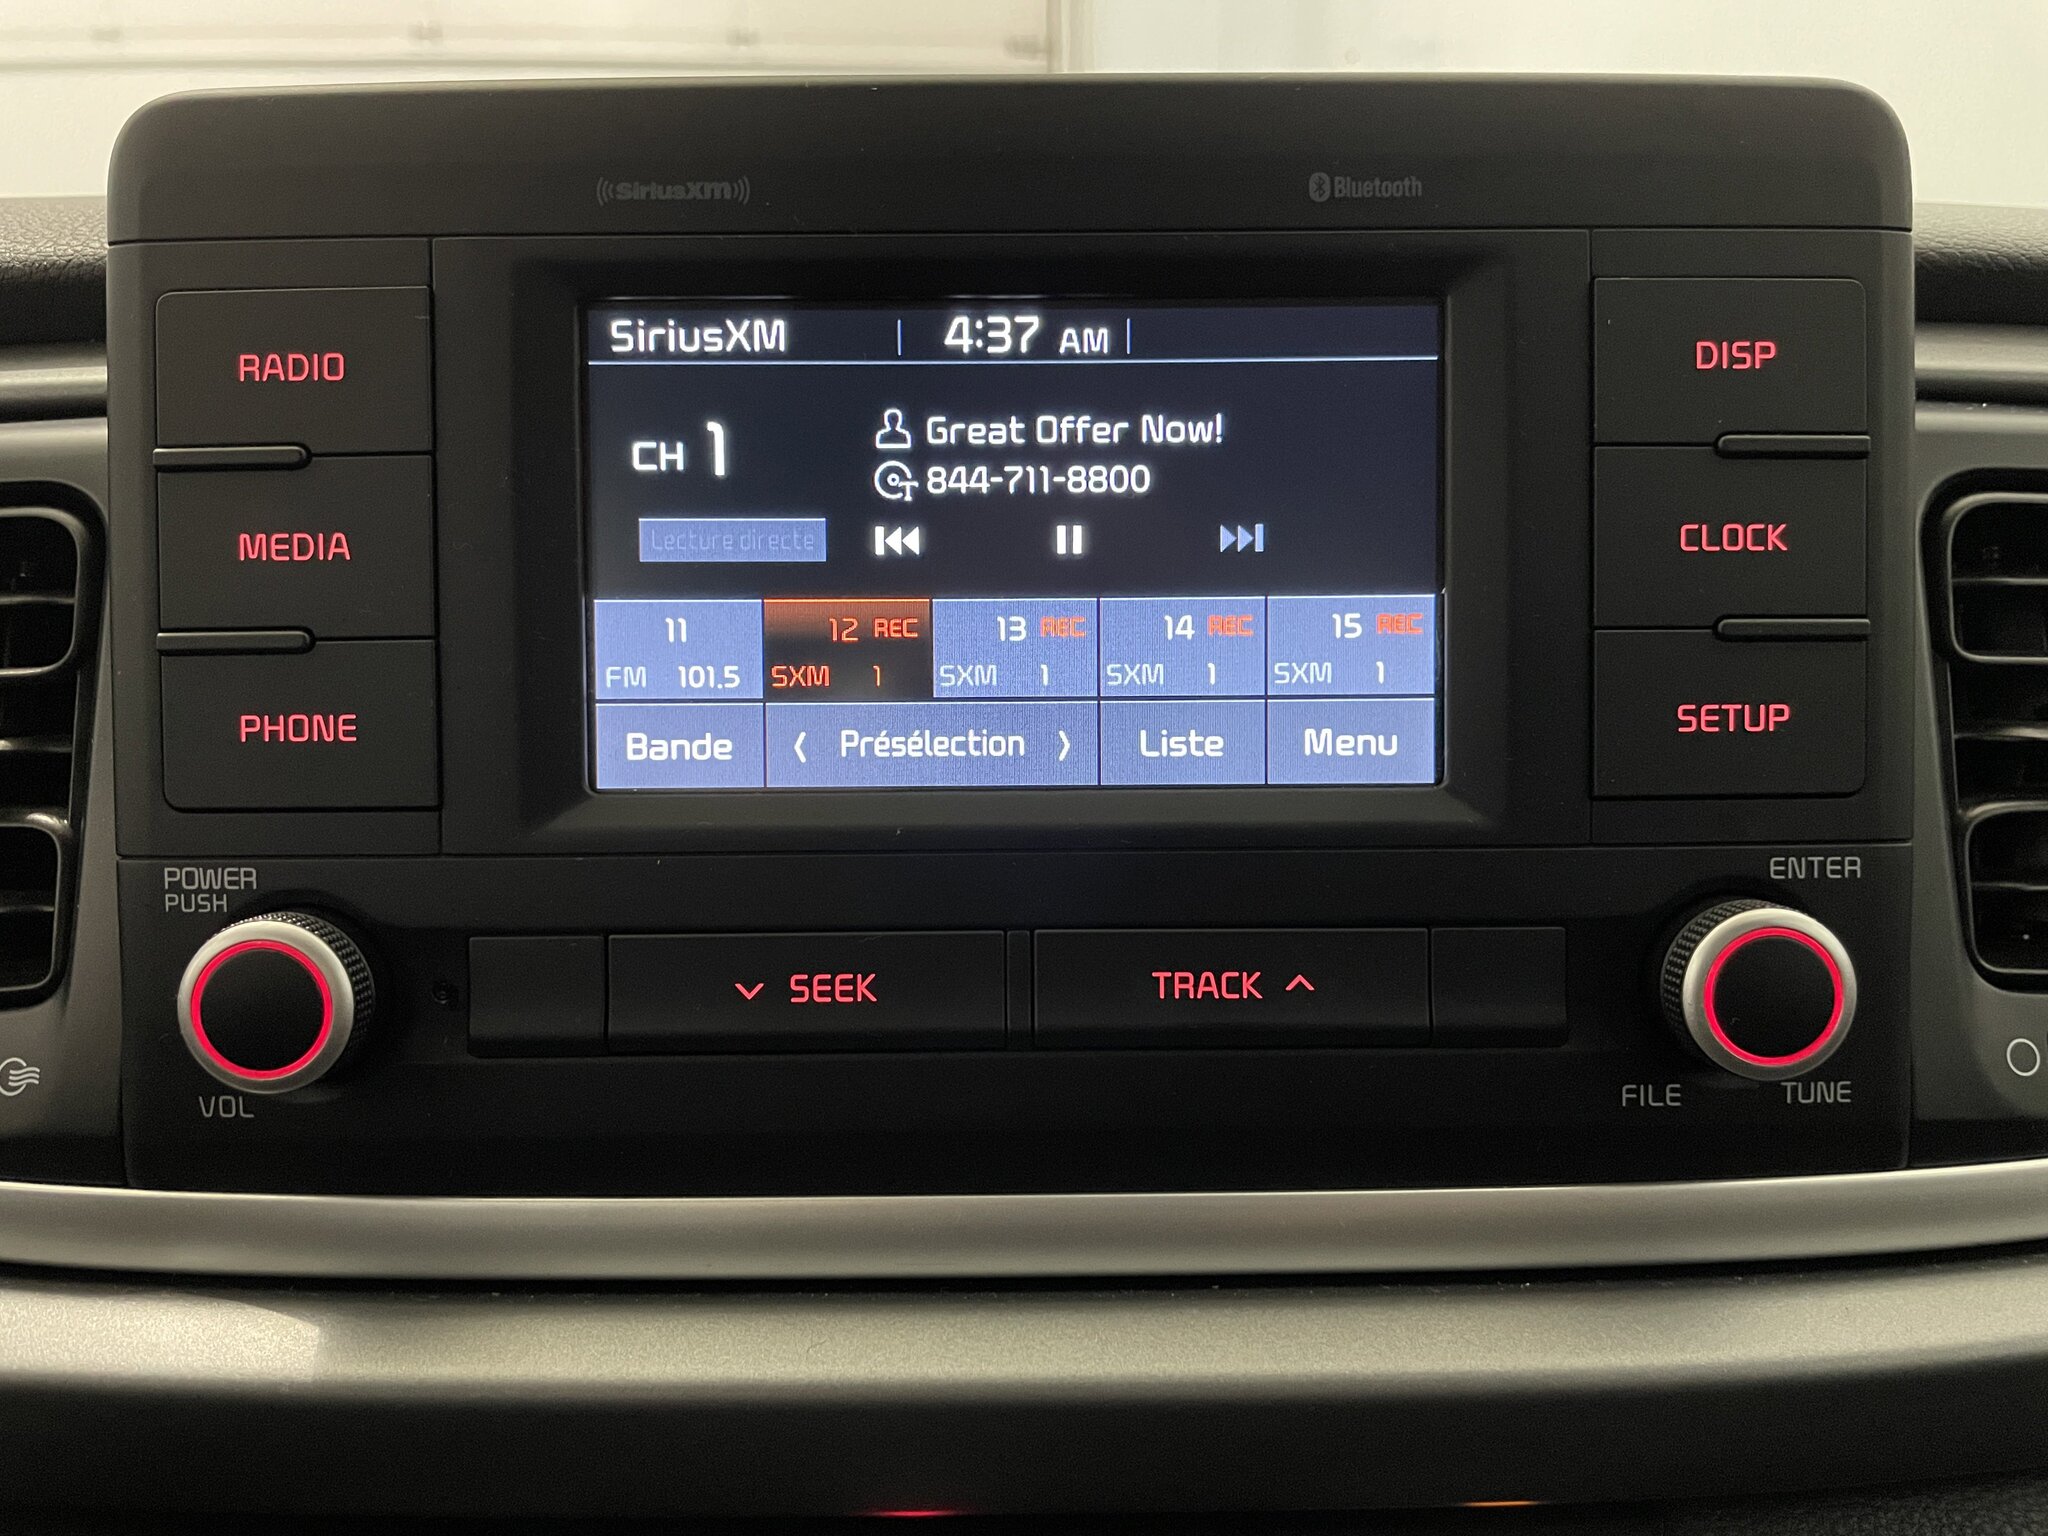 SiriusXM
Bluetooth
RADIO
MEDIA
PHONE
SiriusXM 4:37 AM
CH 1
Great Offer Now!
844-711-8800
Lecture directe
11 12 REC 13 REC 14 REC 15 REC
FM 101.5 SXM 1 SXM 1 SXM 1 SXM 1
Bande Présélection Liste Menu
DISP
CLOCK
SETUP
POWER
PUSH
VOL
SEEK
TRACK
ENTER
FILE
TUNE